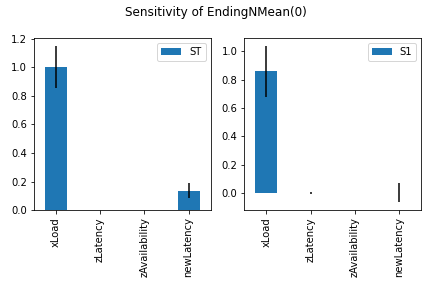 Sensitivity of EndingNMean(0)
1.2
1.0
0.8
0.6
0.4
0.2
0.0
ST
xLoad
zLatency
zAvailability
newLatency
1.0
0.8
0.6
0.4
0.2
0.0
S1
xLoad
zLatency
zAvailability
newLatency